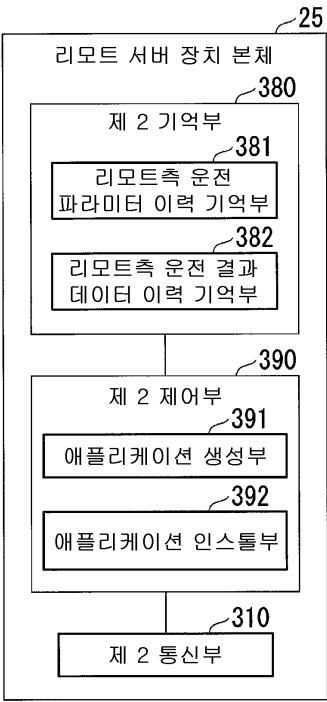 25
리모트 서버 장치 본체
380
제 2 기억부
381
리모트측 운전
파라미터 이력 기억부
382
리모트측 운전 결과
데이터 이력 기억부
390
제 2 제어부
391
애플리케이션 생성부
392
애플리케이션 인스톨부
310
제 2 통신부